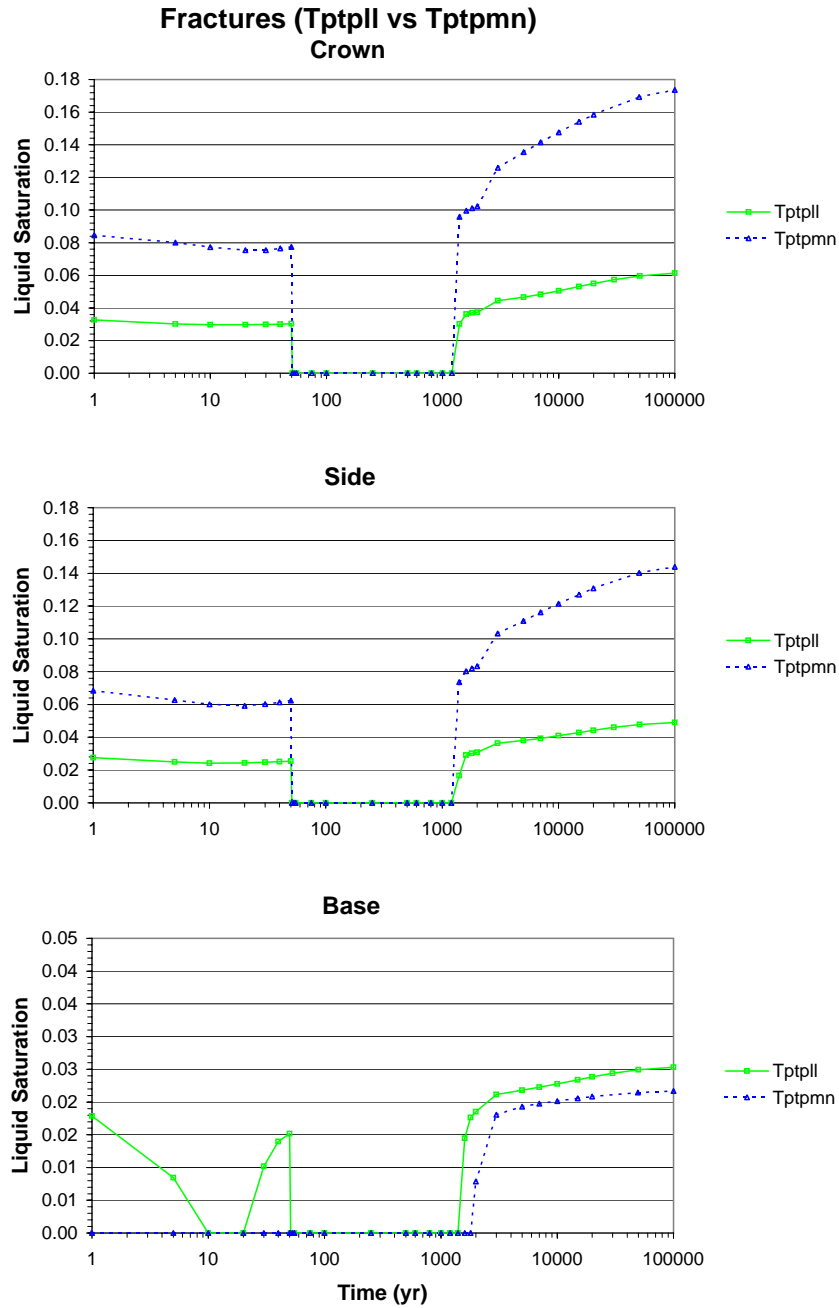 Fractures (Tptpll vs Tptpmn)
Crown
0.18
0.16
0.14
0.12
0.10
0.08
0.06
0.04
0.02
0.00
Liquid Saturation
1 10 100 1000 10000 100000
Tptpll
Tptpmn
Side
0.18
0.16
0.14
0.12
0.10
0.08
0.06
0.04
0.02
0.00
Liquid Saturation
1 10 100 1000 10000 100000
Tptpll
Tptpmn
Base
0.05
0.04
0.04
0.03
0.03
0.02
0.02
0.01
0.01
0.00
Liquid Saturation
1 10 100 1000 10000 100000
Tptpll
Tptpmn
Time (yr)